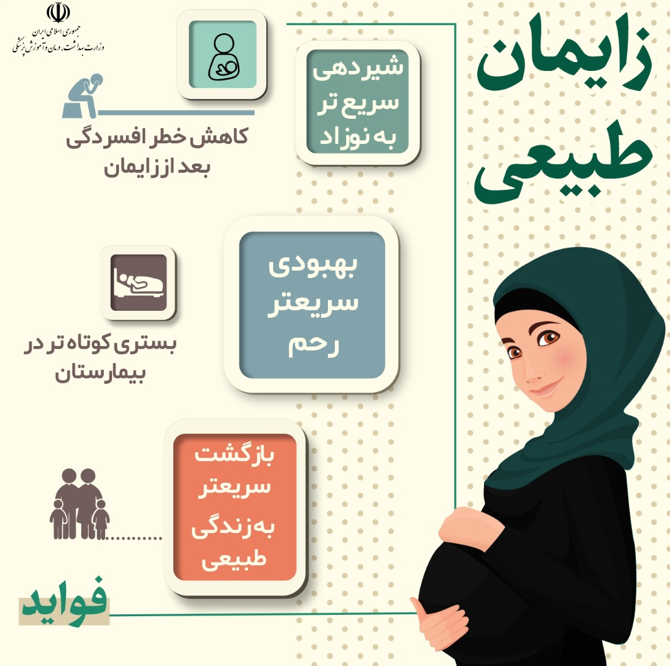 جمهوری اسلامی ایران
وزارت بهداشت، درمان و آموزش پزشکی
زایمان
طبیعی
شیردهی
سریع تر
به نوزاد
کاهش خطر افسردگی
بعد از زایمان
بهبودی
سریعتر
رحم
بستری کوتاه تر در
بیمارستان
بازگشت
سریعتر
به زندگی
طبیعی
فواید